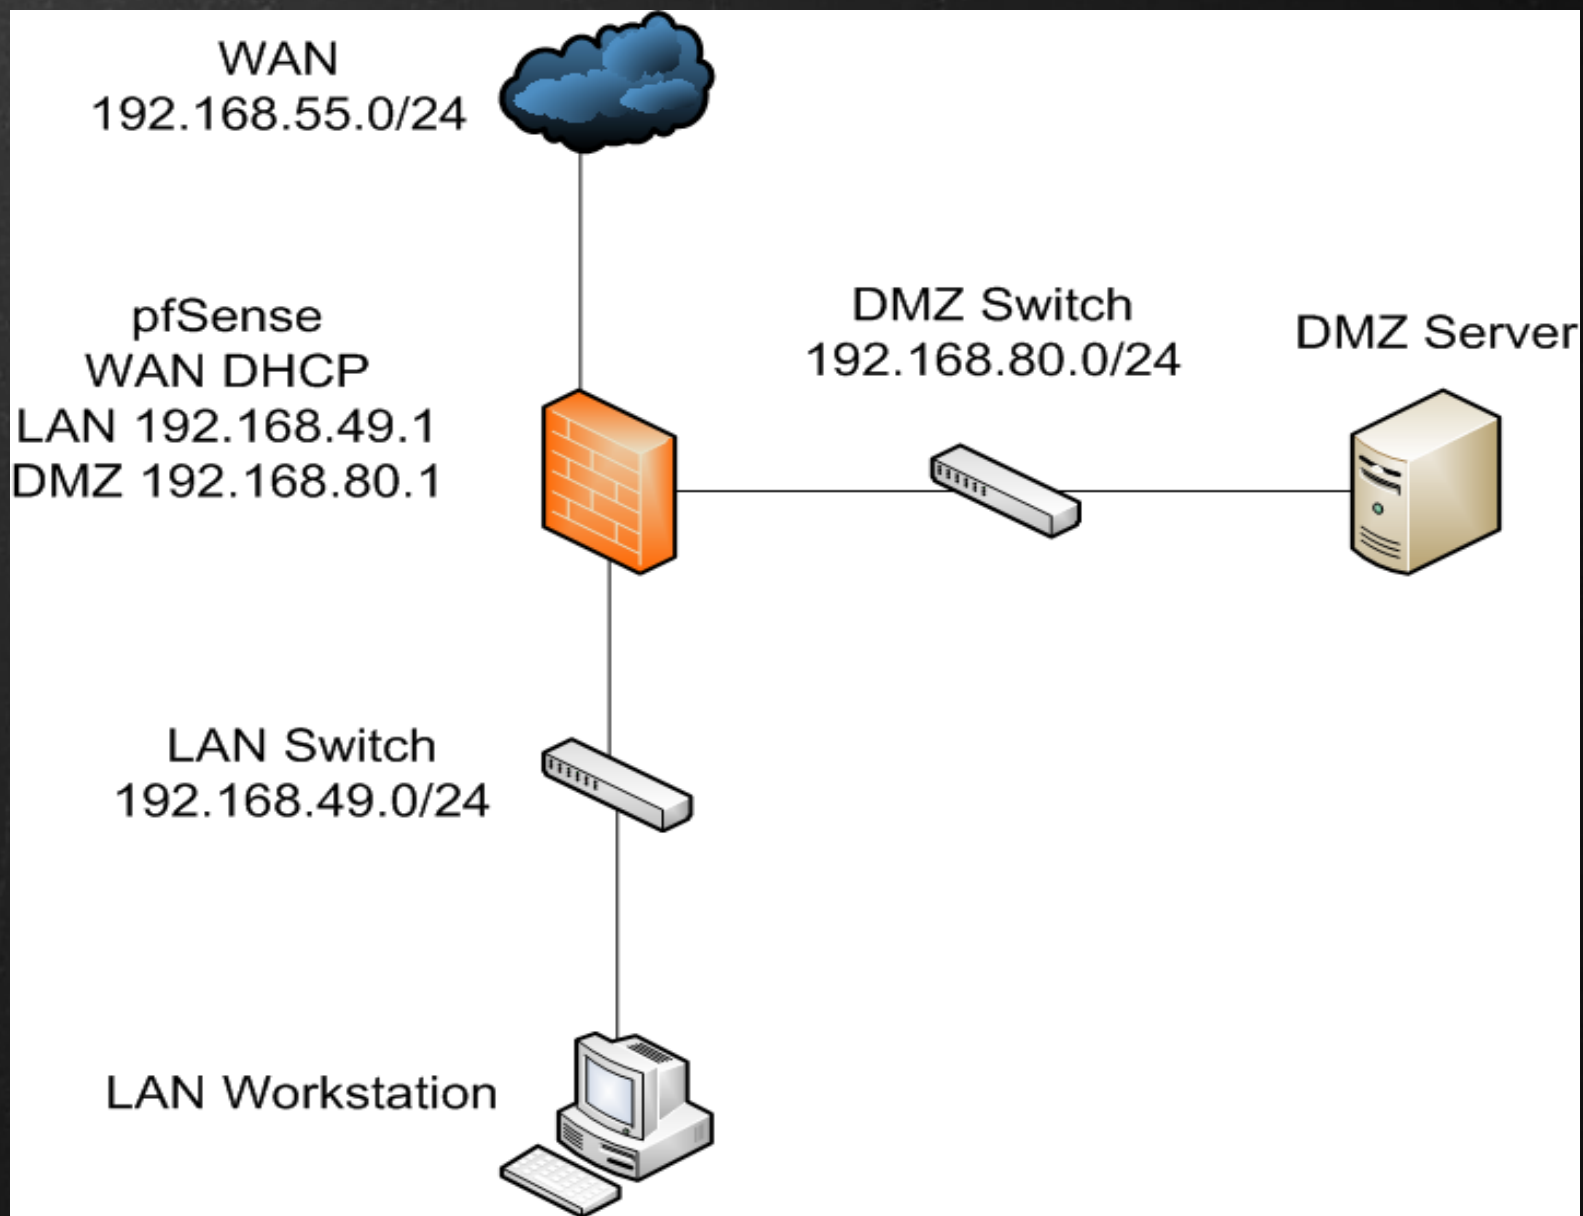 WAN
192.168.55.0/24
pfSense
WAN DHCP
LAN 192.168.49.1
DMZ 192.168.80.1
DMZ Switch
192.168.80.0/24
DMZ Server
LAN Switch
192.168.49.0/24
LAN Workstation